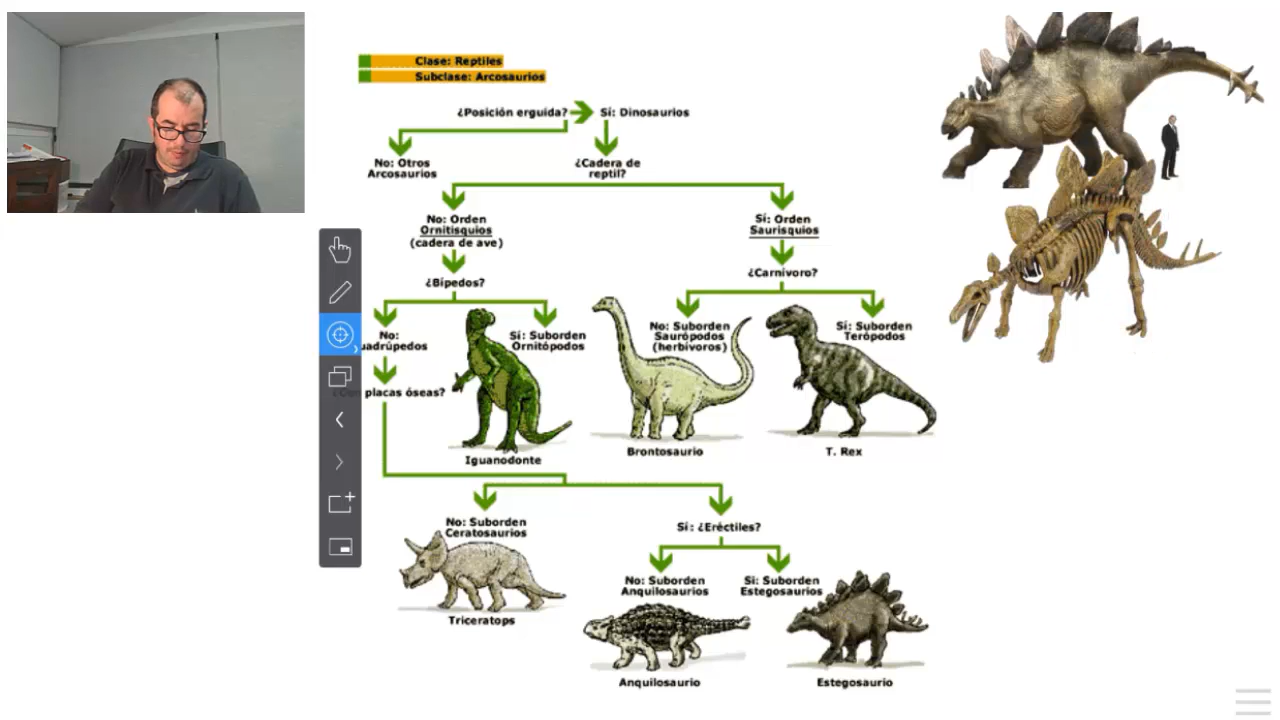 Clase: Reptiles
Subclase: Arcosaurios
¿Posición erguida?
Sí: Dinosaurios
No: Otros
Arcosaurios
¿Cadera de
reptil?
No: Orden
Ornitisquios
(cadera de ave)
Sí: Orden
Saurisquios
¿Bípedos?
¿Carnívoro?
No:
uadrúpedos
Sí: Suborden
Ornitópodos
No: Suborden
Saurópodos
(herbívoros)
Sí: Suborden
Terópodos
placas óseas?
Iguanodonte
Brontosaurio
T. Rex
No: Suborden
Ceratosaurios
Sí: ¿Eréctiles?
No: Suborden
Anquilosaurios
Si: Suborden
Estegosaurios
Triceratops
Anquilosaurio
Estegosaurio